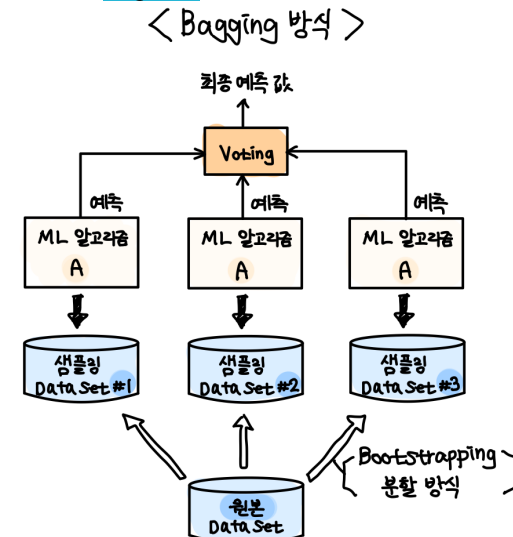 < Bagging 방식 >
최종 예측 값
Voting
예측
예측
예측
ML 알고리즘
A
ML 알고리즘
A
ML 알고리즘
A
샘플링
Data Set #1
샘플링
Data Set #2
샘플링
Data Set #3
Bootstrapping
분할 방식
원본
Data Set